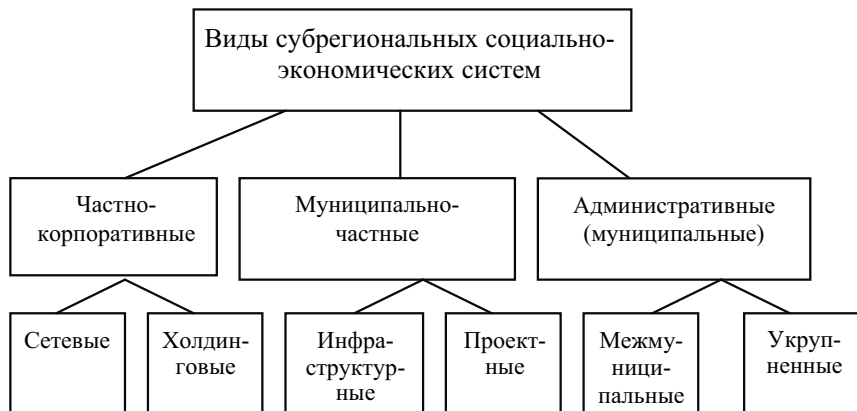 Виды субрегиональных социально-
экономических систем
Частно-
корпоративные
Муниципально-
частные
Административные
(муниципальные)
Сетевые
Холдин-
говые
Инфра-
структур-
ные
Проект-
ные
Межму-
ници-
пальные
Укруп-
ненные